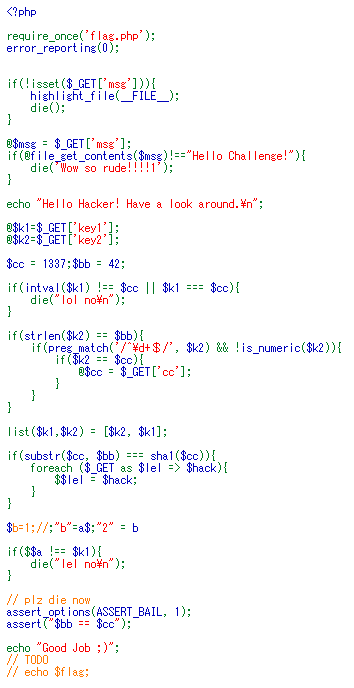 <?php
require_once('flag.php');
error_reporting(0);
if(!isset($_GET['msg'])){
    highlight_file(__FILE__);
    die();
}
@$msg = $_GET['msg'];
if(@file_get_contents($msg)!=="Hello Challenge!"){
    die('Wow so rude!!!!1');
}
echo "Hello Hacker! Have a look around.¥n";
@$k1=$_GET['key1'];
@$k2=$_GET['key2'];
$cc = 1337;$bb = 42;
if(intval($k1) !== $cc || $k1 === $cc){
    die("lol no¥n");
}
if(strlen($k2) == $bb){
    if(preg_match('/^¥d+＄/', $k2) && !is_numeric($k2)){
        if($k2 == $cc){
            @$cc = $_GET['cc'];
        }
    }
}
list($k1,$k2) = [$k2, $k1];
if(substr($cc, $bb) === sha1($cc)){
    foreach ($_GET as $lel => $hack){
        $$lel = $hack;
    }
}
$b=1;//;"b"=a$;"2" = b
if($$a !== $k1){
    die("lel no¥n");
}
// plz die now
assert_options(ASSERT_BAIL, 1);
assert("$bb == $cc");
echo "Good Job ;)";
// TODO
// echo $flag;